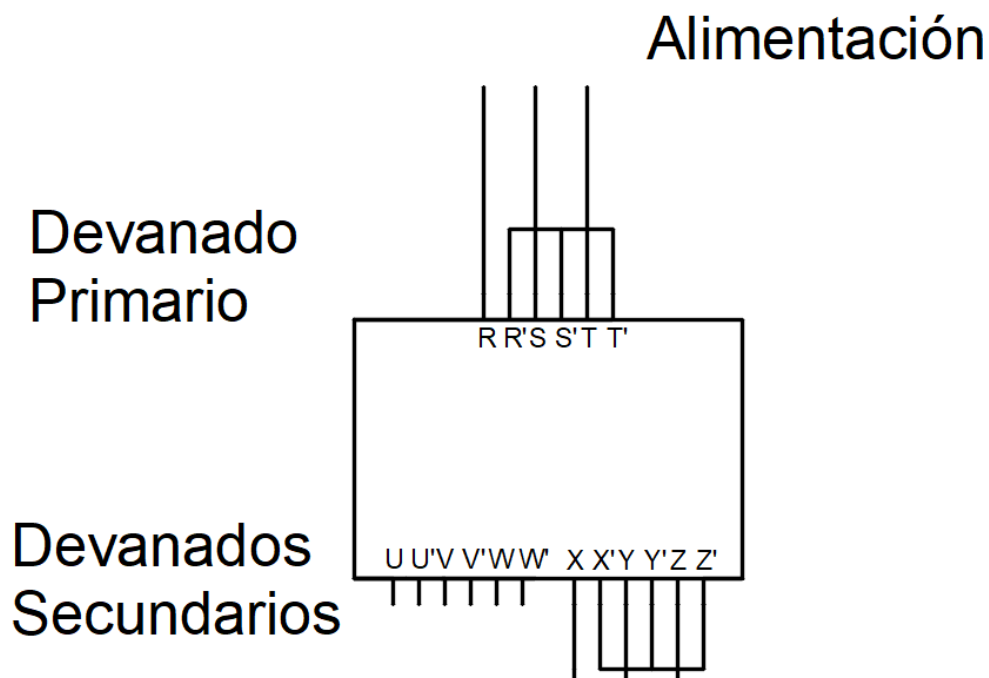 Alimentación
Devanado
Primario
R R' S S' T T'
Devanados
Secundarios
U U' V V' W W' X X' Y Y' Z Z'